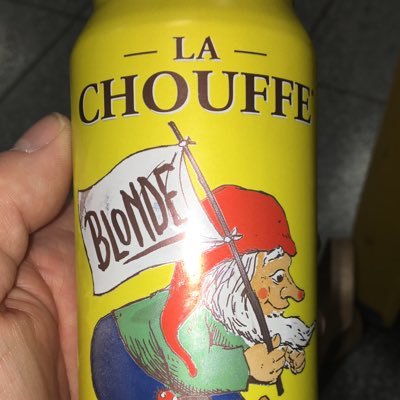 — LA —
CHOUFFE®
BLONDE